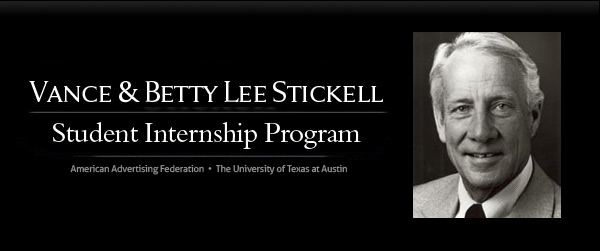 VANCE & BETTY LEE STICKELL
Student Internship Program
American Advertising Federation • The University of Texas at Austin